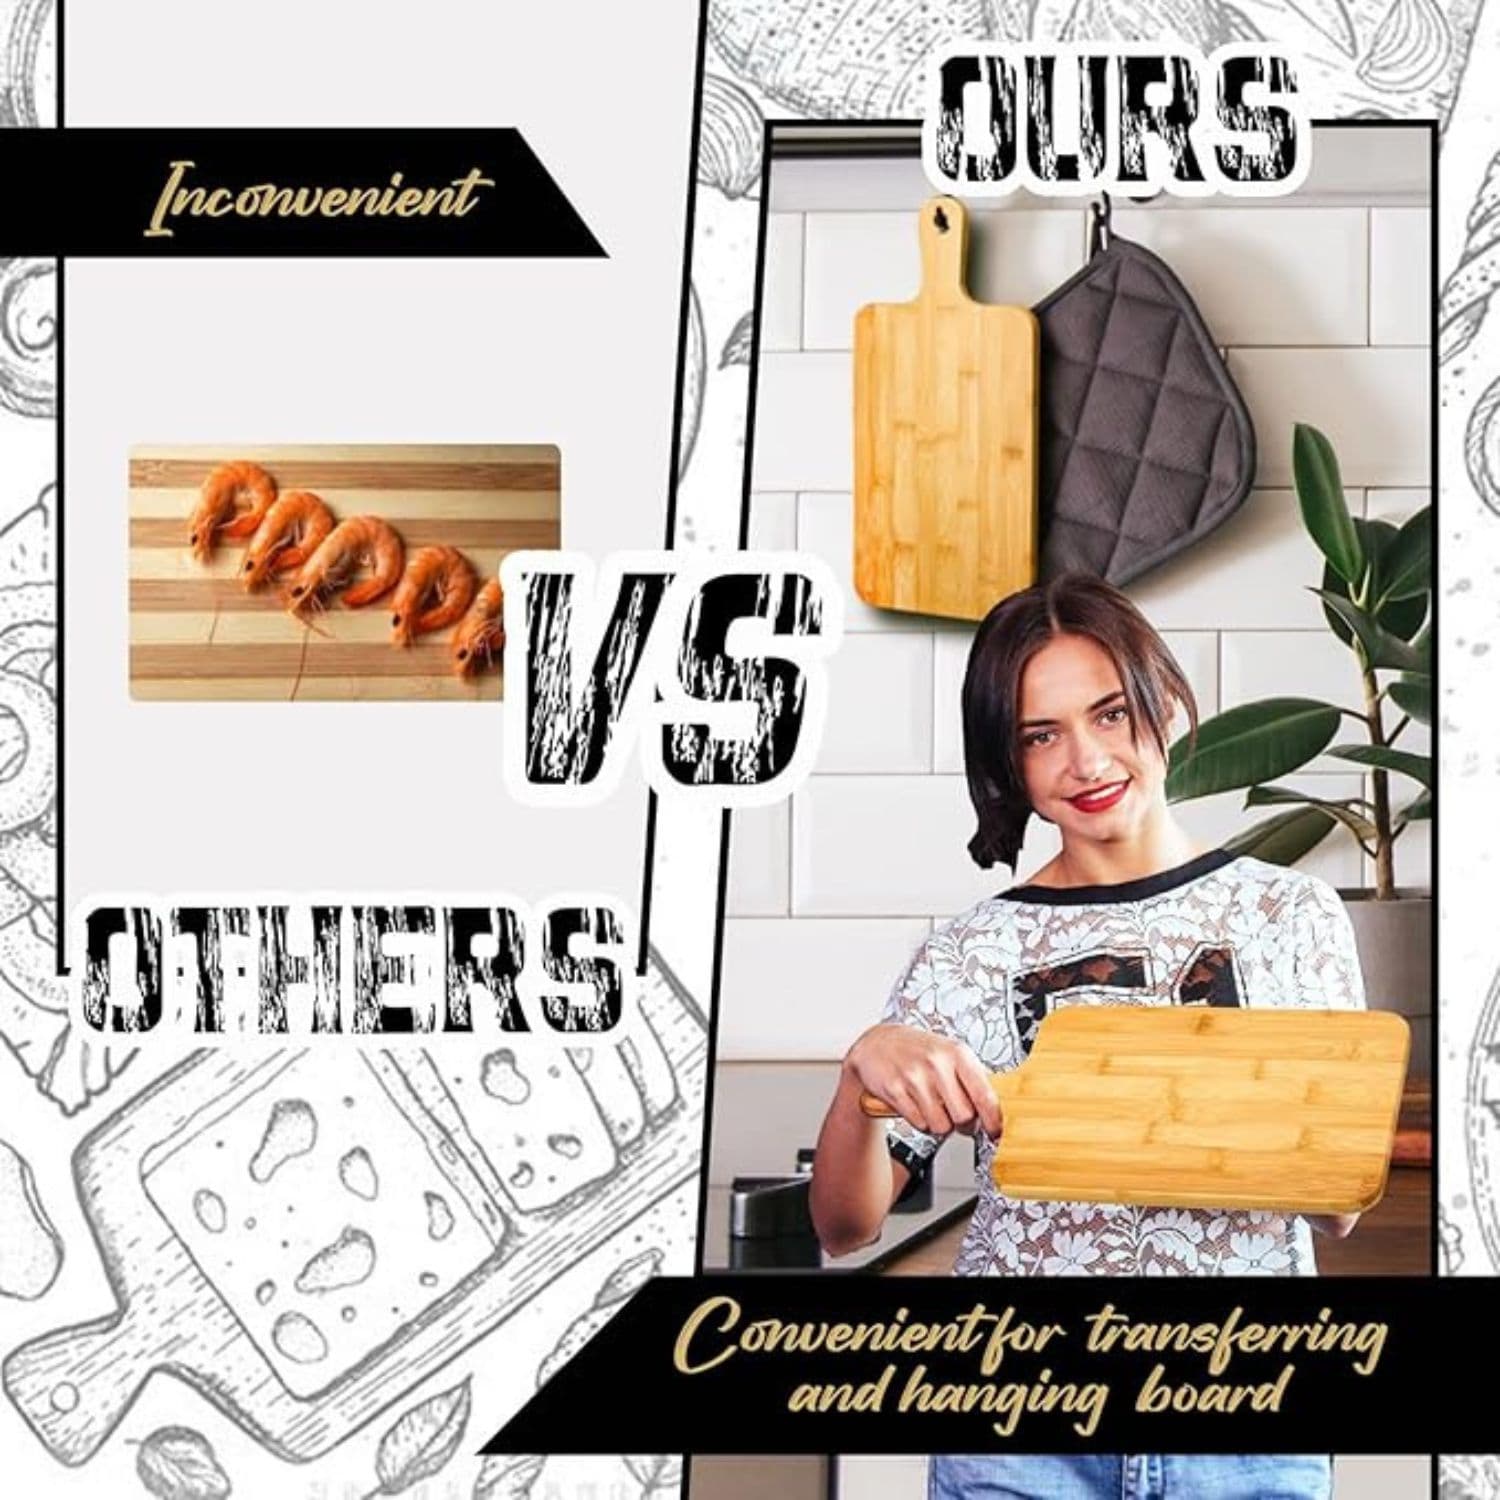 OURS
Inconvenient
VS
OTHERS
Convenient for transferring
and hanging board